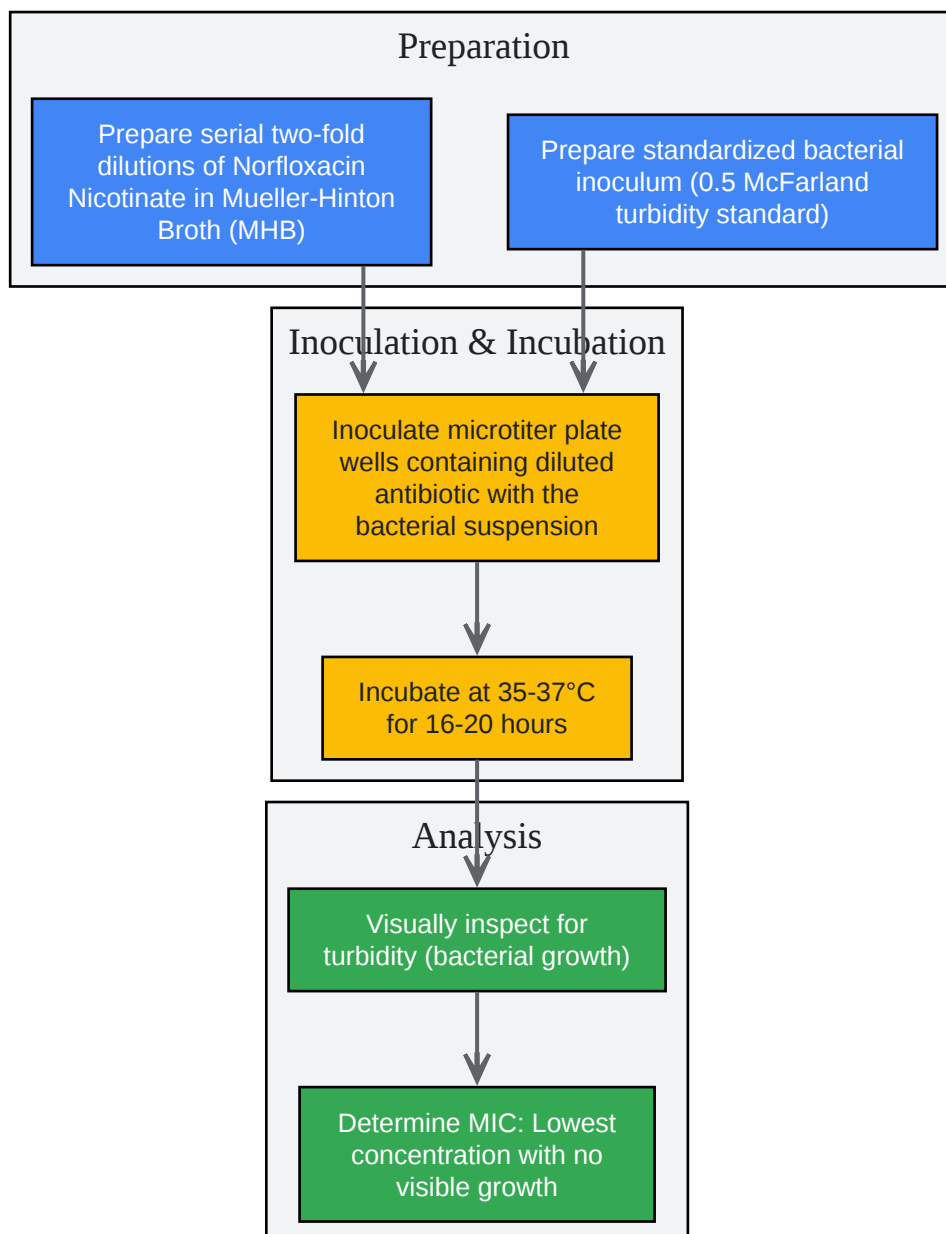 Preparation
Prepare serial two-fold
dilutions of Norfloxacin
Nicotinate in Mueller-Hinton
Broth (MHB)
Prepare standardized bacterial
inoculum (0.5 McFarland
turbidity standard)
Inoculation & Incubation
Inoculate microtiter plate
wells containing diluted
antibiotic with the
bacterial suspension
Incubate at 35-37°C
for 16-20 hours
Analysis
Visually inspect for
turbidity (bacterial growth)
Determine MIC: Lowest
concentration with no
visible growth